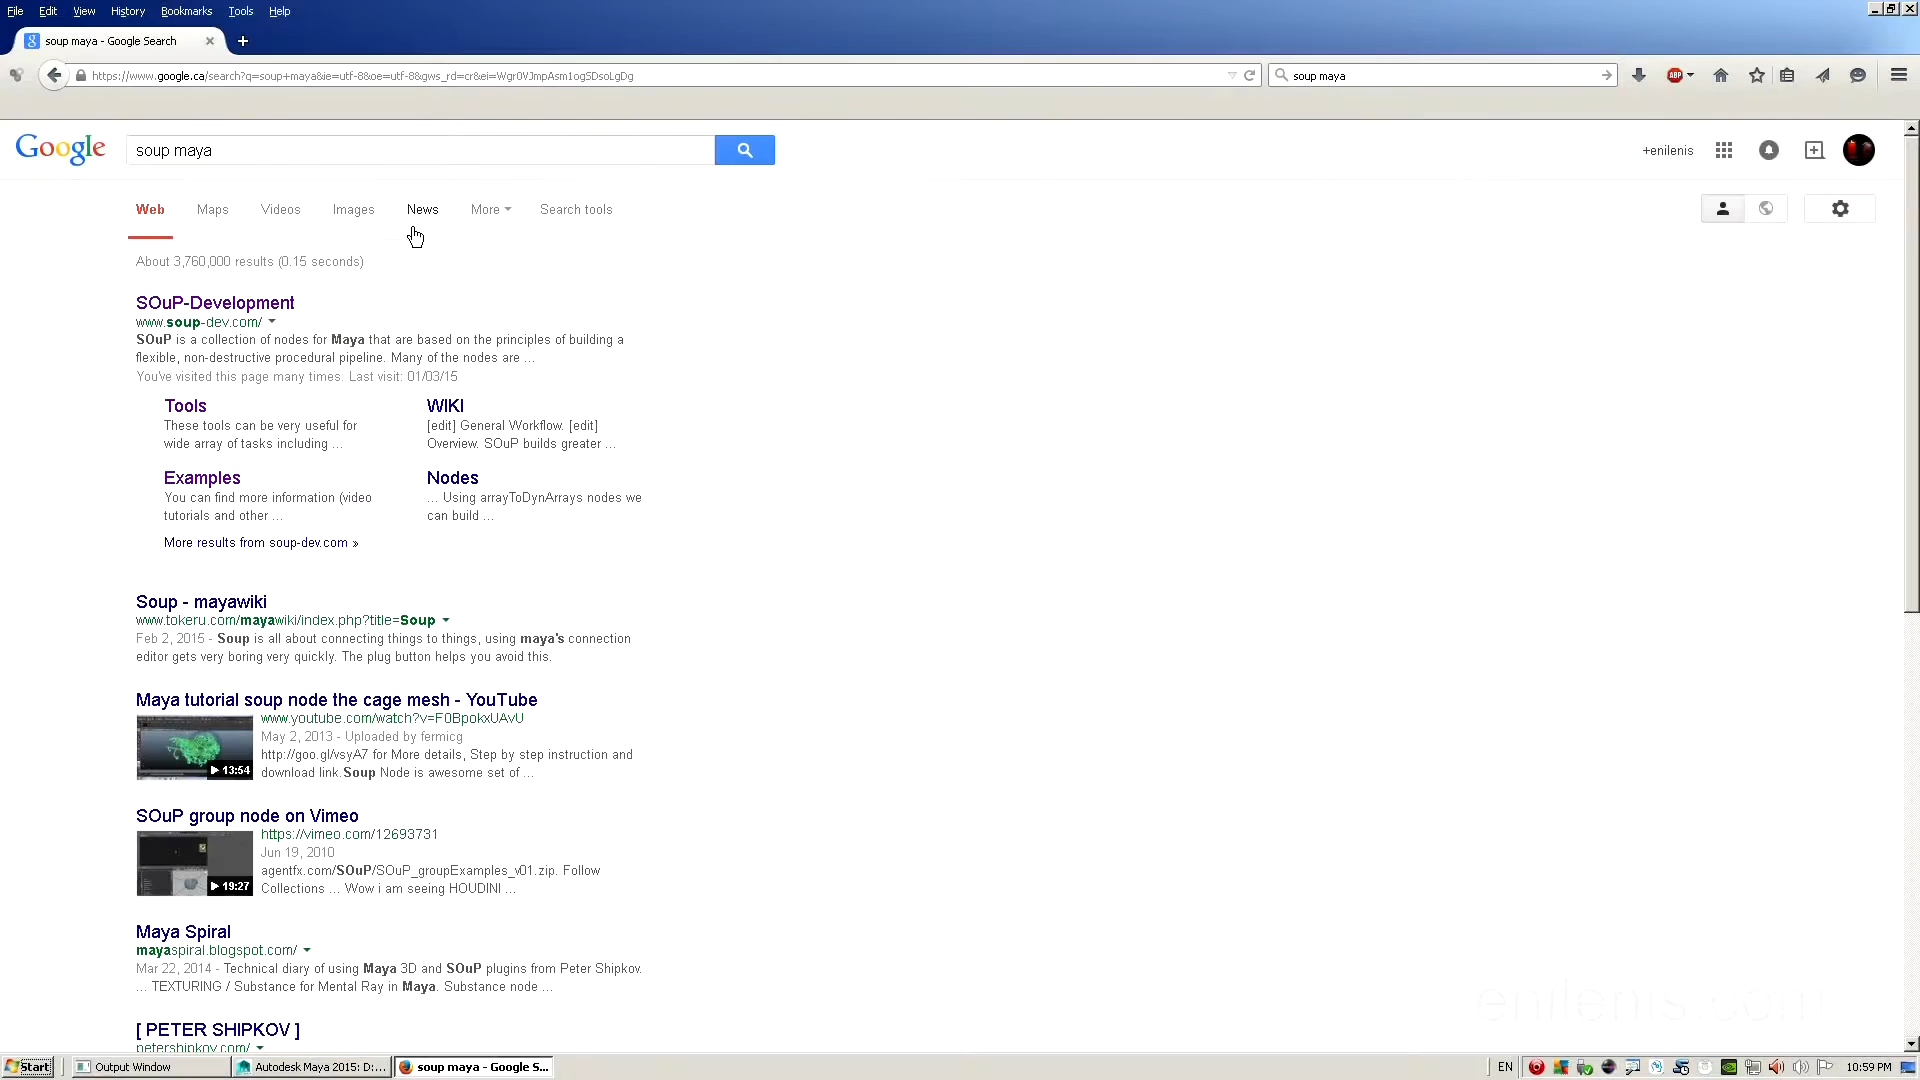 File Edit View History Bookmarks Tools Help
soup maya - Google Search
https://www.google.ca/search?q=soup+maya&ie=utf-8&oe=utf-8&gws_rd=cr&ei=Wgr0VJmpAsm1ogSDsoLgDg
soup maya
ABP
Google
soup maya
+enilenis
Web Maps Videos Images News More Search tools
About 3,760,000 results (0.15 seconds)
SOuP-Development
www.soup-dev.com/
SOuP is a collection of nodes for Maya that are based on the principles of building a
flexible, non-destructive procedural pipeline. Many of the nodes are ...
You've visited this page many times. Last visit: 01/03/15
Tools
These tools can be very useful for
wide array of tasks including ...
WIKI
[edit] General Workflow. [edit]
Overview. SOuP builds greater ...
Examples
You can find more information (video
tutorials and other ...
Nodes
... Using arrayToDynArrays nodes we
can build ...
More results from soup-dev.com »
Soup - mayawiki
www.tokeru.com/mayawiki/index.php?title=Soup
Feb 2, 2015 - Soup is all about connecting things to things, using maya's connection
editor gets very boring very quickly. The plug button helps you avoid this.
Maya tutorial soup node the cage mesh - YouTube
www.youtube.com/watch?v=F0BpokxUAvU
May 2, 2013 - Uploaded by fermicg
http://goo.gl/vsyA7 for More details, Step by step instruction and
download link.Soup Node is awesome set of ...
13:54
SOuP group node on Vimeo
https://vimeo.com/12693731
Jun 19, 2010
agentfx.com/SOuP/SOuP_groupExamples_v01.zip. Follow
Collections ... Wow i am seeing HOUDINI ...
19:27
Maya Spiral
mayaspiral.blogspot.com/
Mar 22, 2014 - Technical diary of using Maya 3D and SOuP plugins from Peter Shipkov.
... TEXTURING / Substance for Mental Ray in Maya. Substance node ...
[ PETER SHIPKOV ]
petershipkov.com/
enilenis.com
Start Output Window Autodesk Maya 2015: D:... soup maya - Google S... EN 10:59 PM